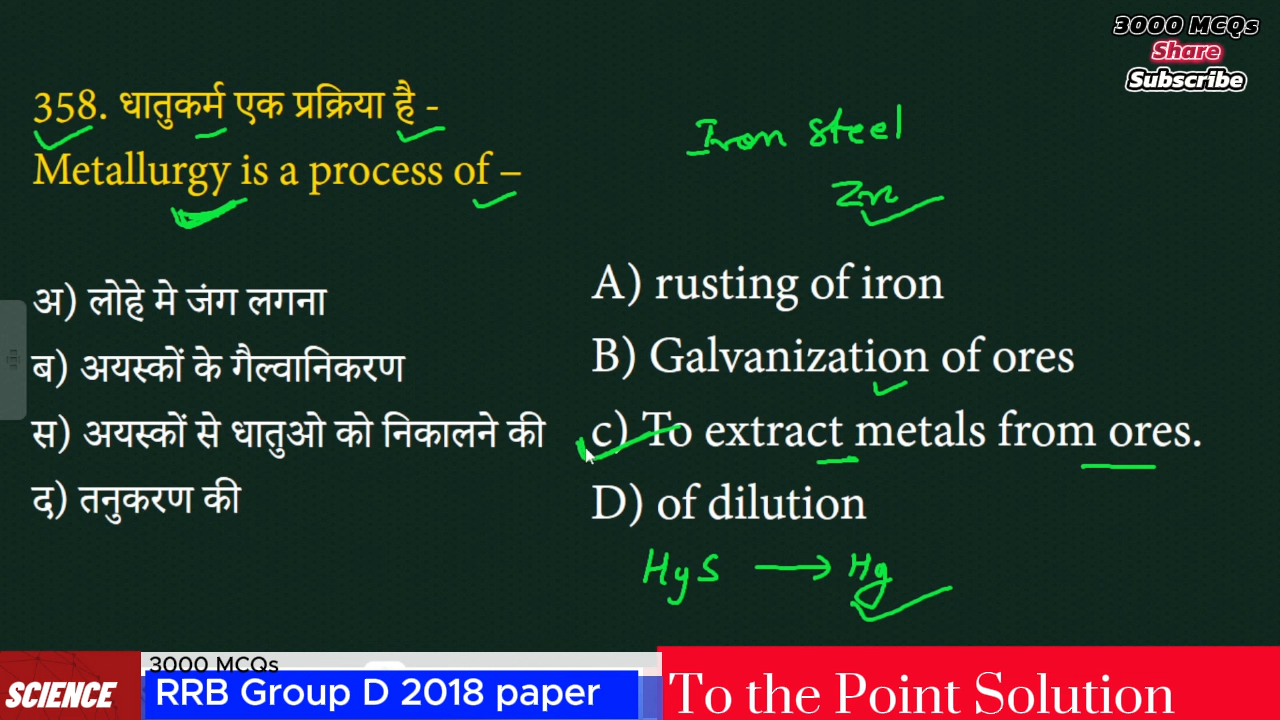 3000 MCQs
Share
Subscribe
358. धातुकर्म एक प्रक्रिया है -
Metallurgy is a process of –
Iron steel
Zn
अ) लोहे मे जंग लगना
ब) अयस्कों के गैल्वानिकरण
स) अयस्कों से धातुओ को निकालने की
द) तनुकरण की
A) rusting of iron
B) Galvanization of ores
c) To extract metals from ores.
D) of dilution
HgS → Hg
SCIENCE
3000 MCQs
RRB Group D 2018 paper
To the Point Solution